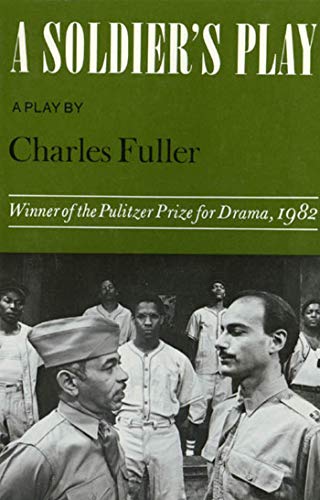 A SOLDIER'S PLAY
A PLAY BY
Charles Fuller
Winner of the Pulitzer Prize for Drama, 1982